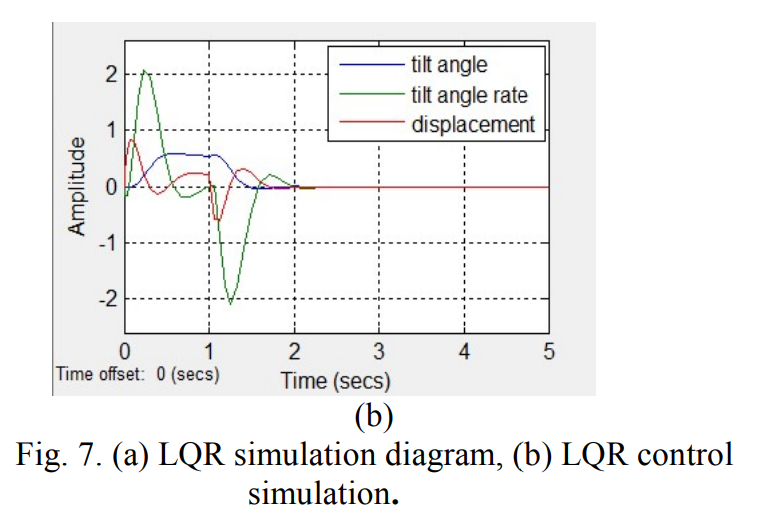 tilt angle
tilt angle rate
displacement
Amplitude
2
1
0
-1
-2
0 1 2 3 4 5
Time offset: 0 (secs)
Time (secs)
(b)
Fig. 7. (a) LQR simulation diagram, (b) LQR control
simulation.